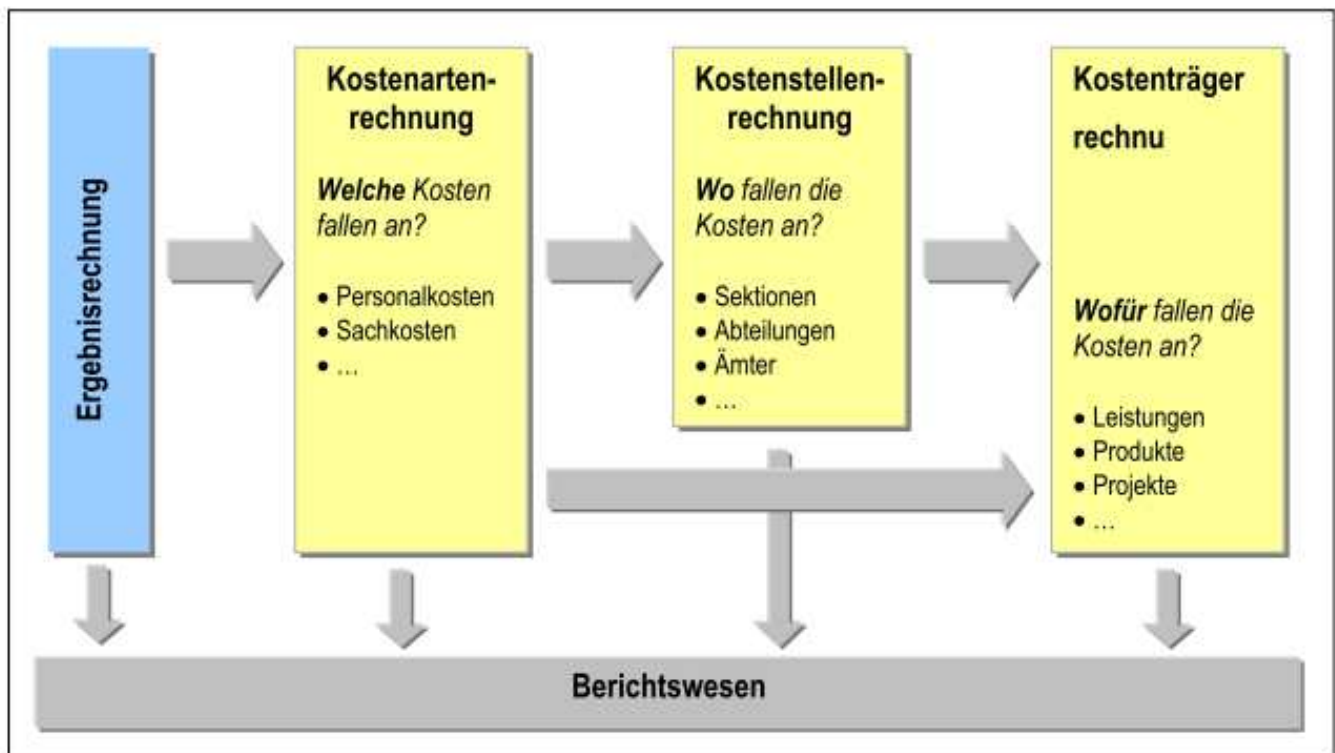 Ergebnisrechnung
Kostenarten-
rechnung
Welche Kosten
fallen an?
• Personalkosten
• Sachkosten
• …
Kostenstellen-
rechnung
Wo fallen die
Kosten an?
• Sektionen
• Abteilungen
• Ämter
• …
Kostenträger
rechnu
Wofür fallen die
Kosten an?
• Leistungen
• Produkte
• Projekte
• …
Berichtswesen